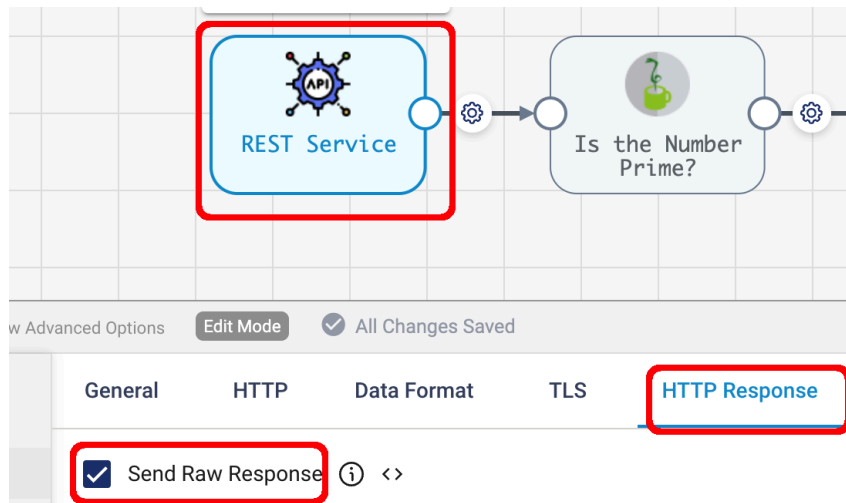 API
REST Service
Is the Number
Prime?
w Advanced Options
Edit Mode
All Changes Saved
General
HTTP
Data Format
TLS
HTTP Response
Send Raw Response